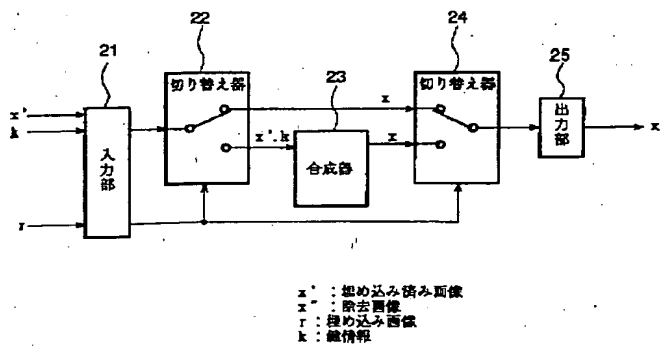 22
24
21
25
切り替え器
23
切り替え器
x'
x
k
x'.k
x
x
入力部
合成器
出力部
r
x' : 埋め込み済み画像
x" : 除去画像
r : 埋め込み画像
k : 鍵情報